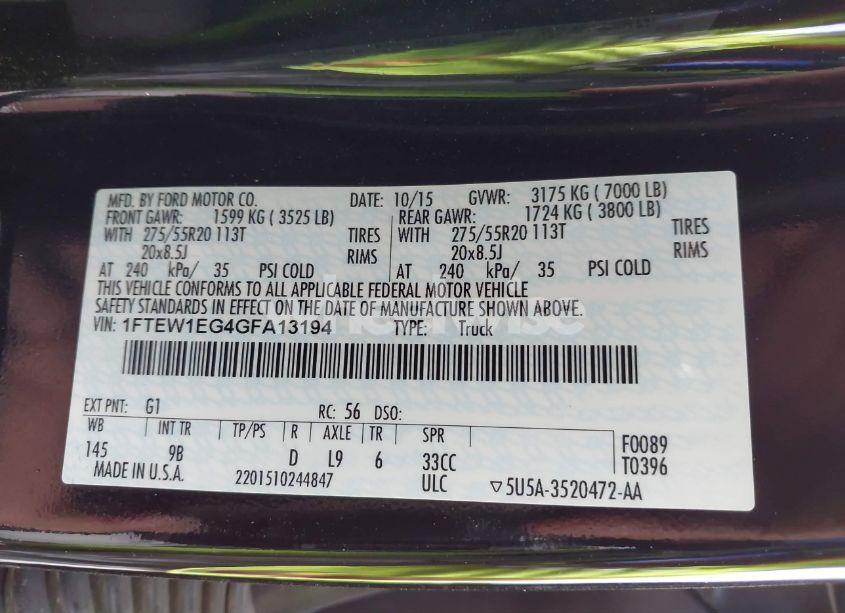 MFD. BY FORD MOTOR CO. DATE: 10/15 GVWR: 3175 KG ( 7000 LB)
FRONT GAWR: 1599 KG ( 3525 LB) REAR GAWR: 1724 KG ( 3800 LB)
WITH 275/55R20 113T TIRES WITH 275/55R20 113T TIRES
20x8.5J RIMS 20x8.5J RIMS
AT 240 kPa/ 35 PSI COLD AT 240 kPa/ 35 PSI COLD
THIS VEHICLE CONFORMS TO ALL APPLICABLE FEDERAL MOTOR VEHICLE
SAFETY STANDARDS IN EFFECT ON THE DATE OF MANUFACTURE SHOWN ABOVE.
VIN: 1FTEW1EG4GFA13194 TYPE: Truck
EXT PNT: G1 RC: 56 DSO:
WB INT TR TP/PS R AXLE TR SPR F0089
145 9B D L9 6 33CC T0396
MADE IN U.S.A. 2201510244847 ULC ▽5U5A-3520472-AA